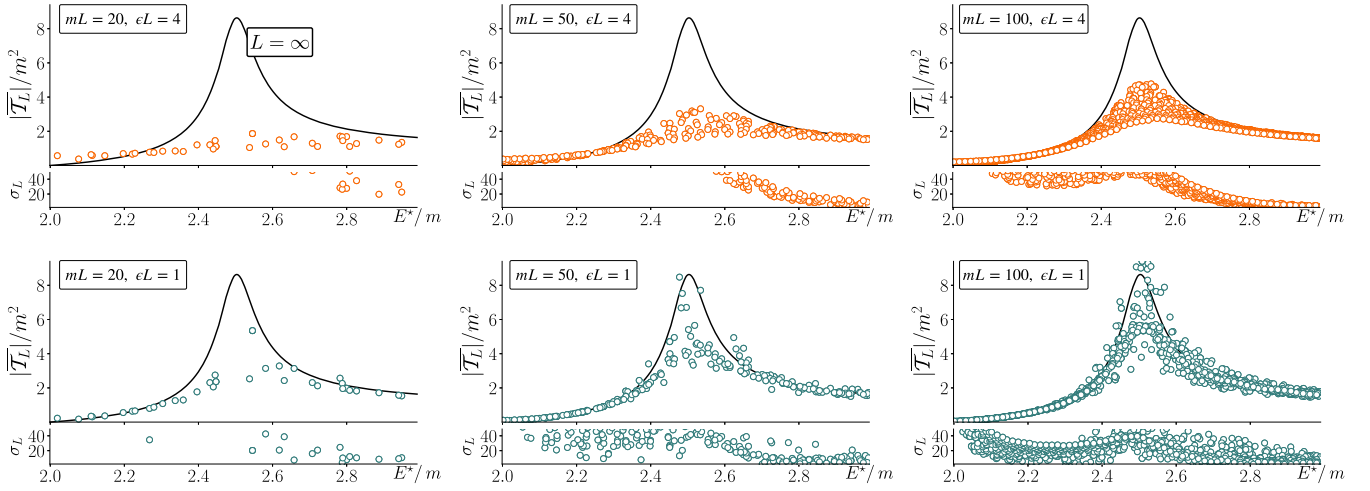 mL = 20, ϵL = 4
L = ∞
|𝒯_L|/m²
8
6
4
2
σ_L
40
20
2.0 2.2 2.4 2.6 2.8 E⋆/m
mL = 50, ϵL = 4
|𝒯_L|/m²
8
6
4
2
σ_L
40
20
2.0 2.2 2.4 2.6 2.8 E⋆/m
mL = 100, ϵL = 4
|𝒯_L|/m²
8
6
4
2
σ_L
40
20
2.0 2.2 2.4 2.6 2.8 E⋆/m
mL = 20, ϵL = 1
|𝒯_L|/m²
8
6
4
2
σ_L
40
20
2.0 2.2 2.4 2.6 2.8 E⋆/m
mL = 50, ϵL = 1
|𝒯_L|/m²
8
6
4
2
σ_L
40
20
2.0 2.2 2.4 2.6 2.8 E⋆/m
mL = 100, ϵL = 1
|𝒯_L|/m²
8
6
4
2
σ_L
40
20
2.0 2.2 2.4 2.6 2.8 E⋆/m